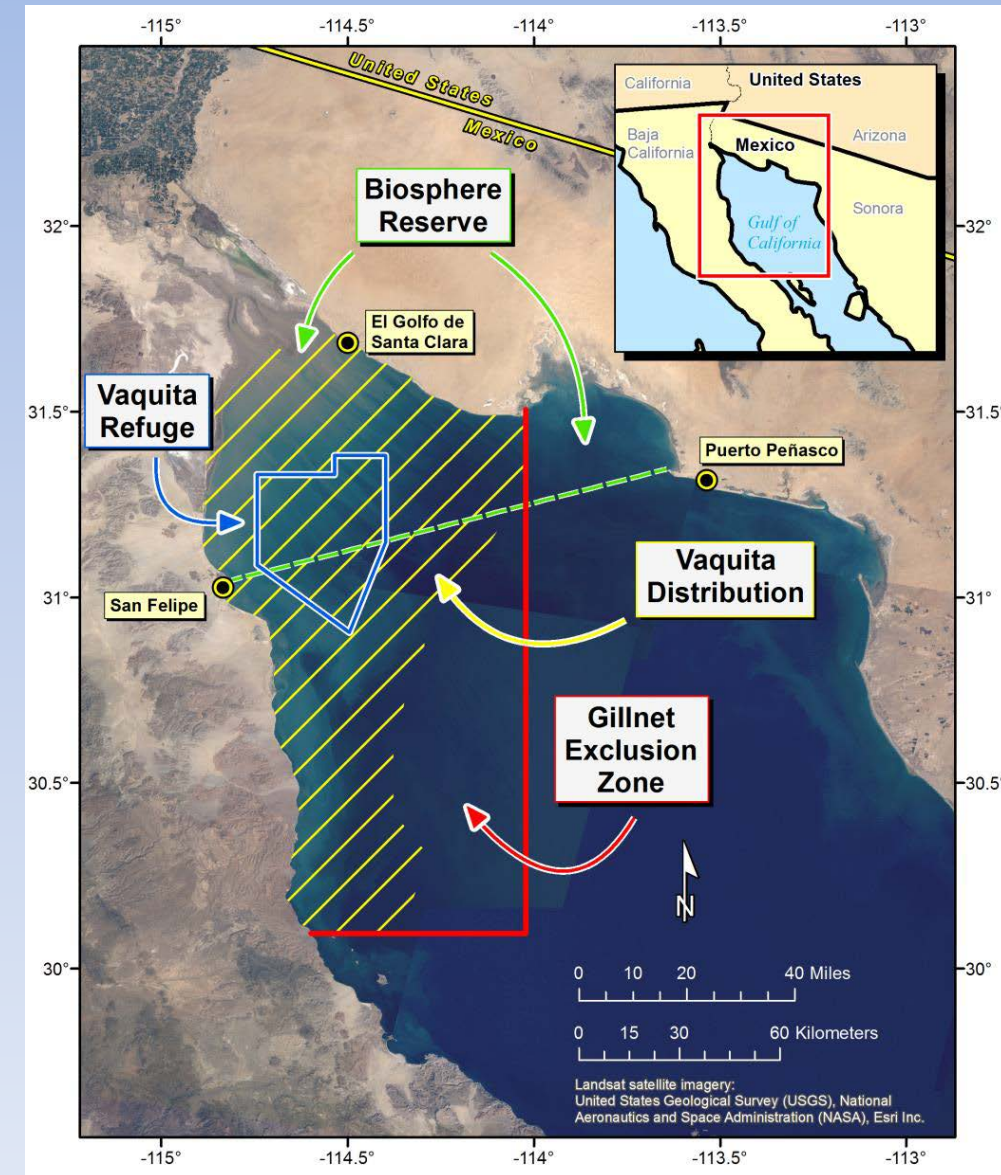 -115°
-114.5°
-114°
-113.5°
-113°
United States
Mexico
California
United States
Baja
California
Mexico
Arizona
Sonora
Gulf of
California
Biosphere
Reserve
32°
32°
El Golfo de
Santa Clara
Vaquita
Refuge
31.5°
31.5°
Puerto Peñasco
Vaquita
Distribution
San Felipe
31°
31°
Gillnet
Exclusion
Zone
30.5°
30.5°
N
30°
30°
0 10 20 40 Miles
0 15 30 60 Kilometers
Landsat satellite imagery:
United States Geological Survey (USGS), National
Aeronautics and Space Administration (NASA), Esri Inc.
-115°
-114.5°
-114°
-113.5°
-113°